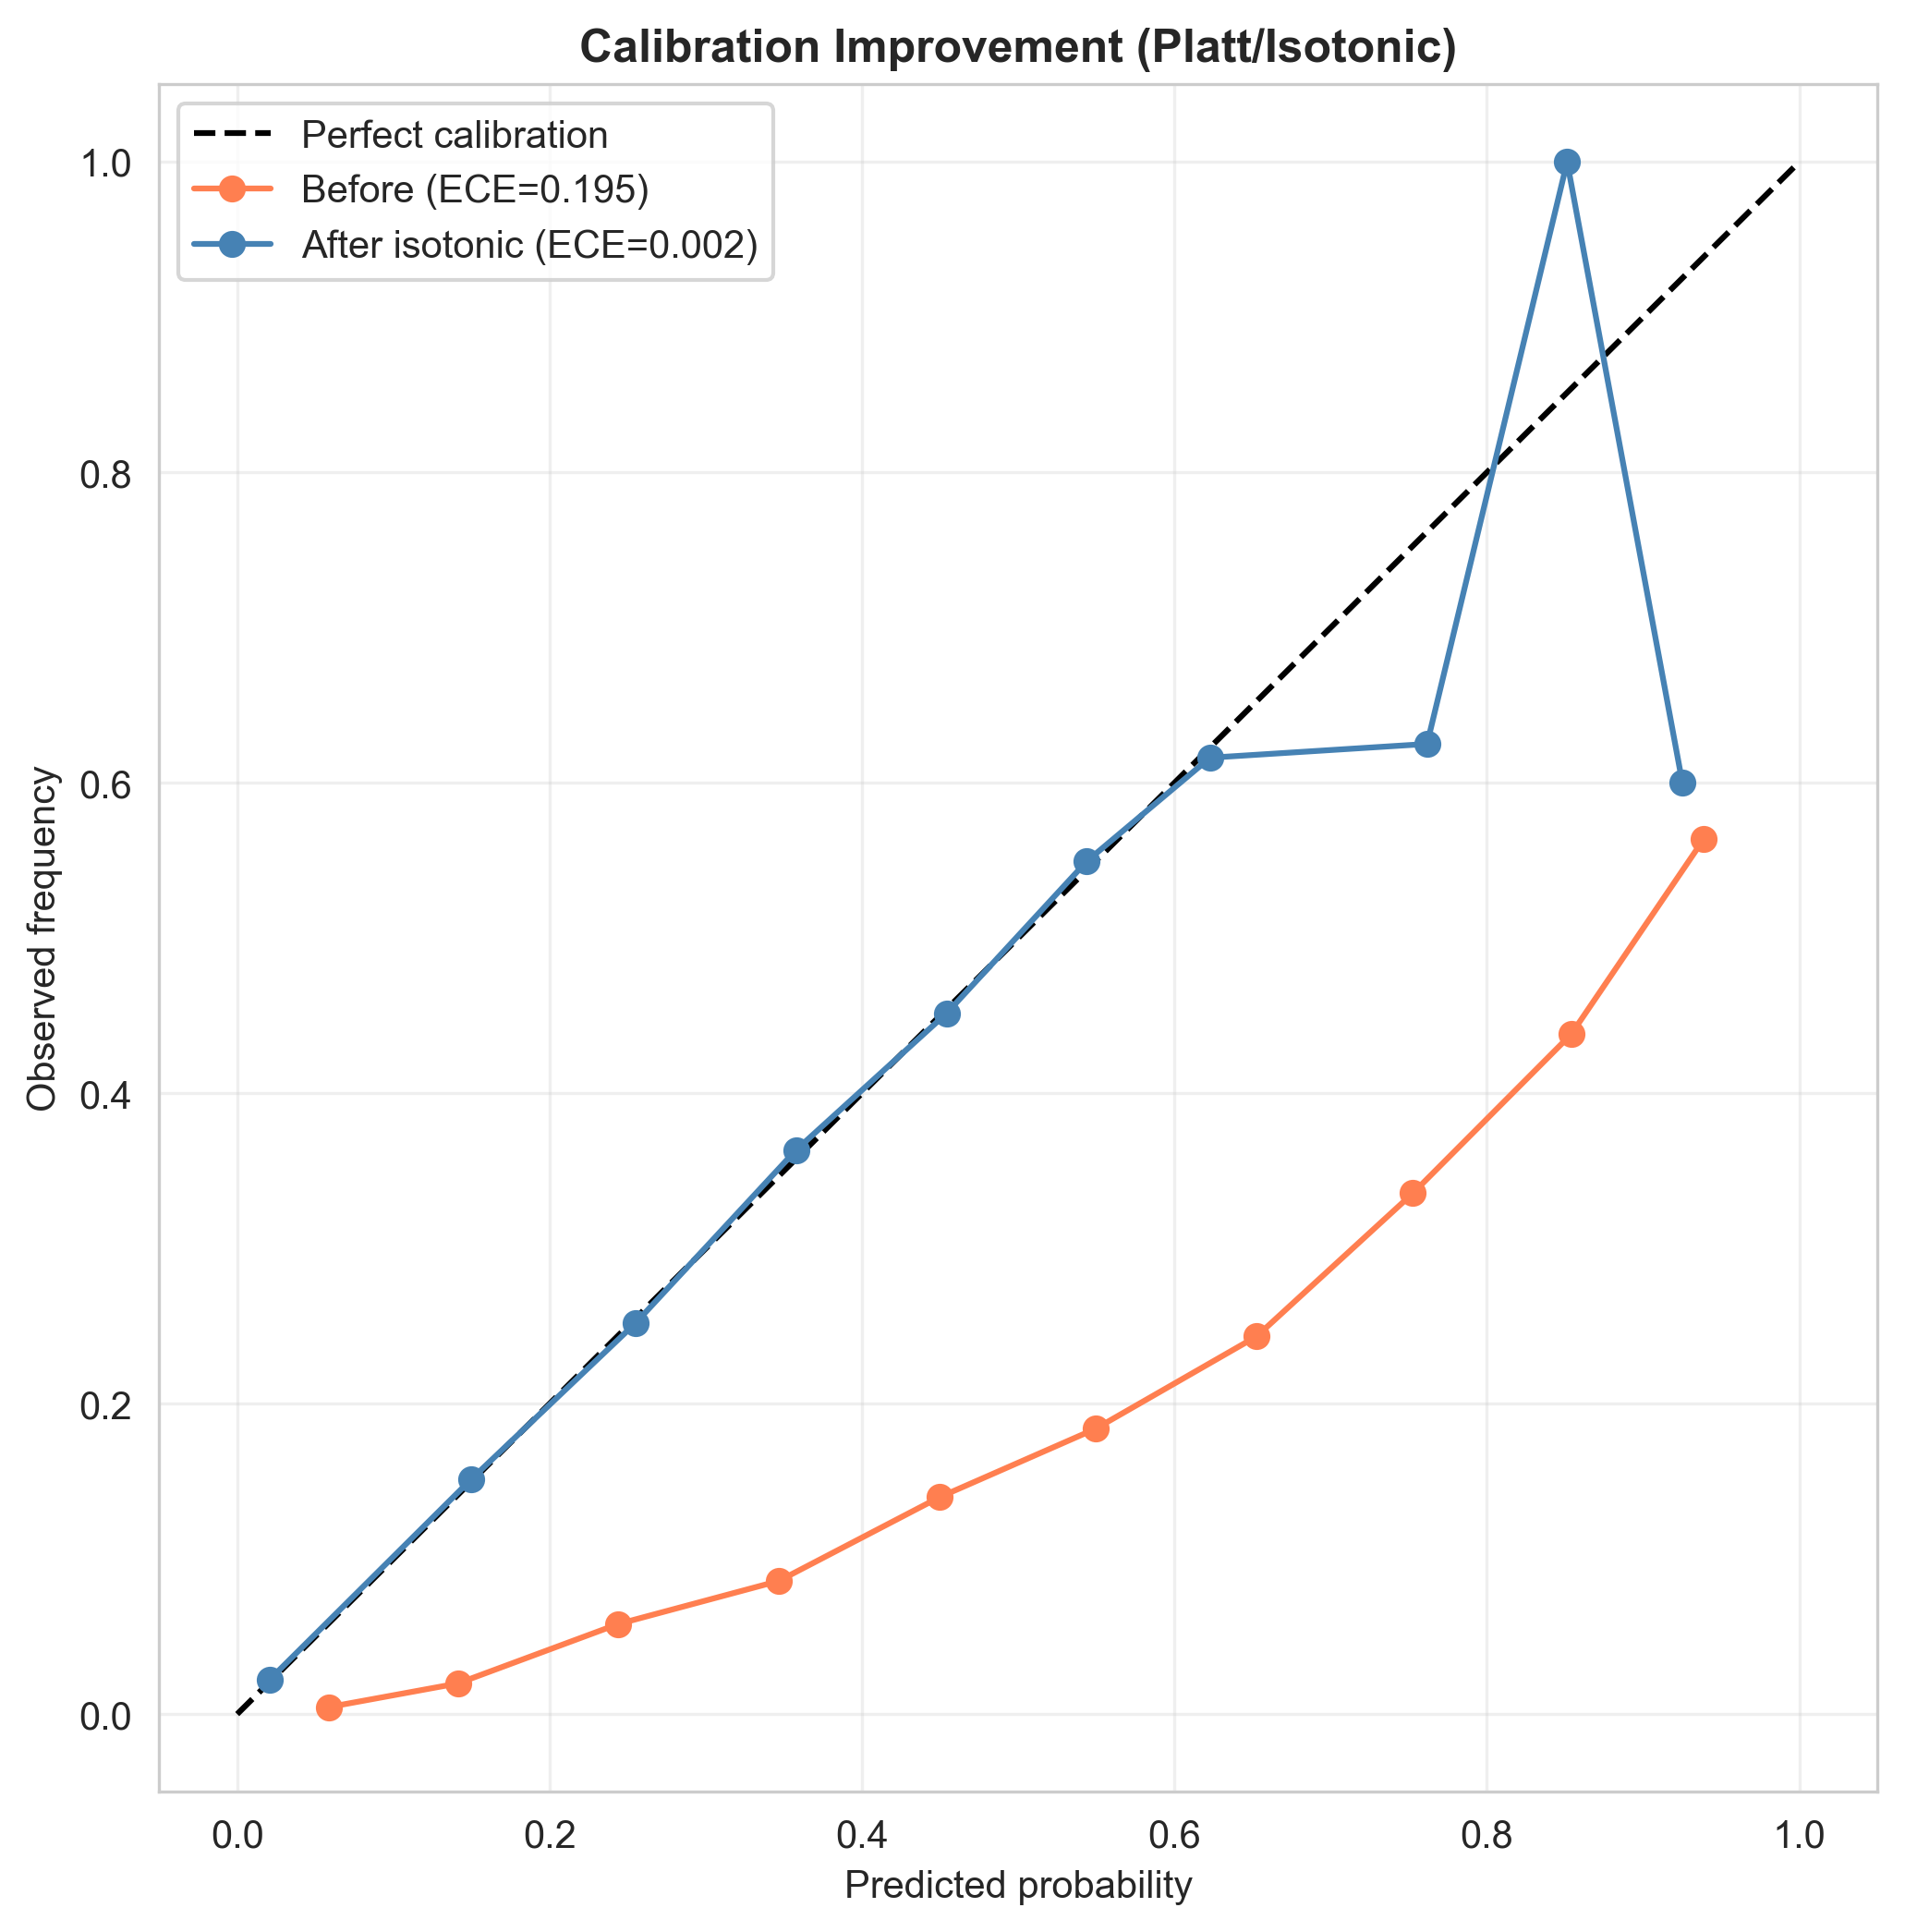 Calibration Improvement (Platt/Isotonic)
Perfect calibration
Before (ECE=0.195)
After isotonic (ECE=0.002)
Observed frequency
1.0
0.8
0.6
0.4
0.2
0.0
0.0 0.2 0.4 0.6 0.8 1.0
Predicted probability